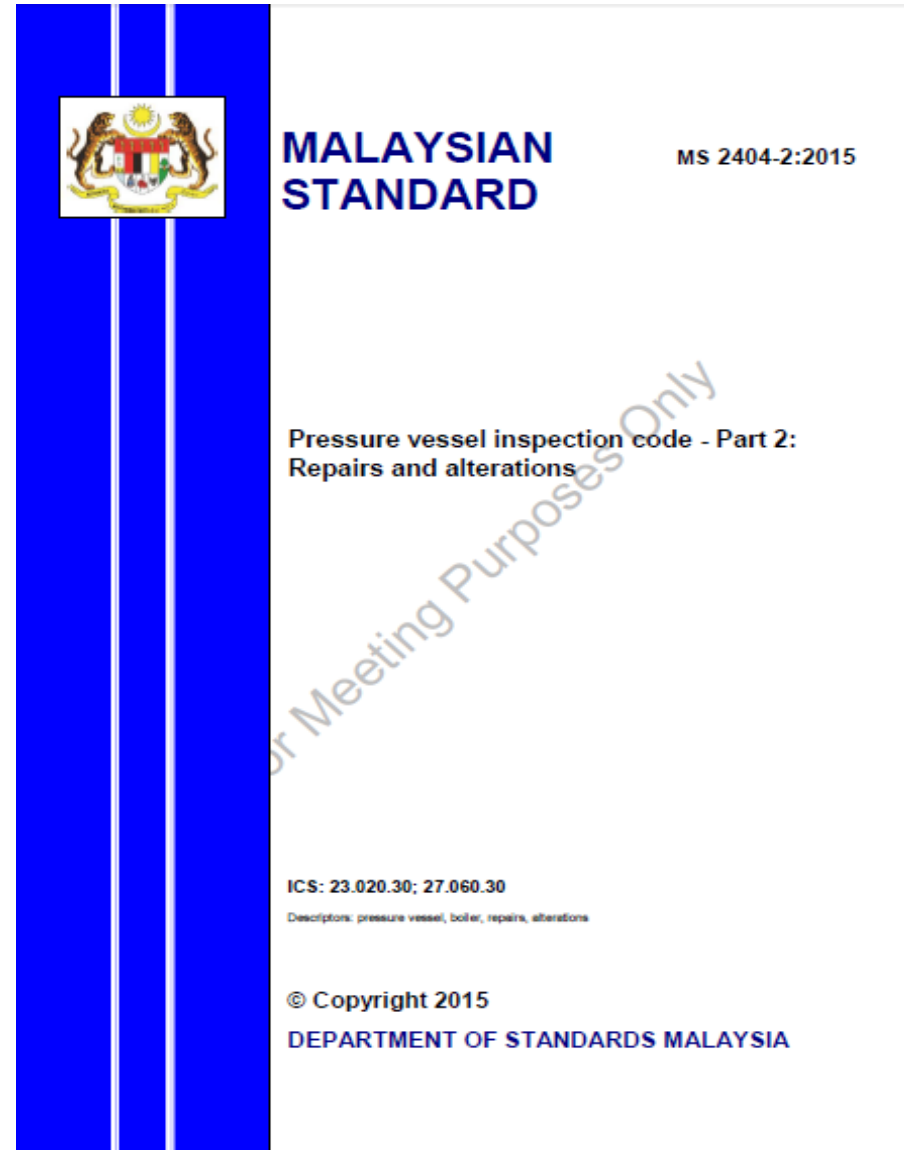 MALAYSIAN
STANDARD
MS 2404-2:2015
Pressure vessel inspection code - Part 2:
Repairs and alterations
or Meeting Purposes Only
ICS: 23.020.30; 27.060.30
Descriptors: pressure vessel, boiler, repairs, alterations
© Copyright 2015
DEPARTMENT OF STANDARDS MALAYSIA